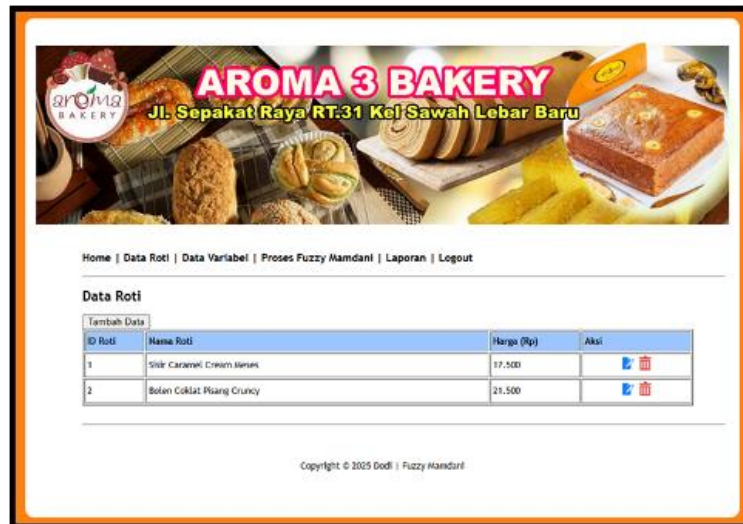 aroma
BAKERY
AROMA 3 BAKERY
Jl. Sepakat Raya RT.31 Kel Sawah Lebar Baru
Home | Data Roti | Data Variabel | Proses Fuzzy Mamdani | Laporan | Logout
Data Roti
Tambah Data
ID Roti Nama Roti Harga (Rp) Aksi
1 Sisir Caramel Cream Meses 17.500
2 Bolen Coklat Pisang Cruncy 21.500
Copyright © 2025 Dodi | Fuzzy Mamdani